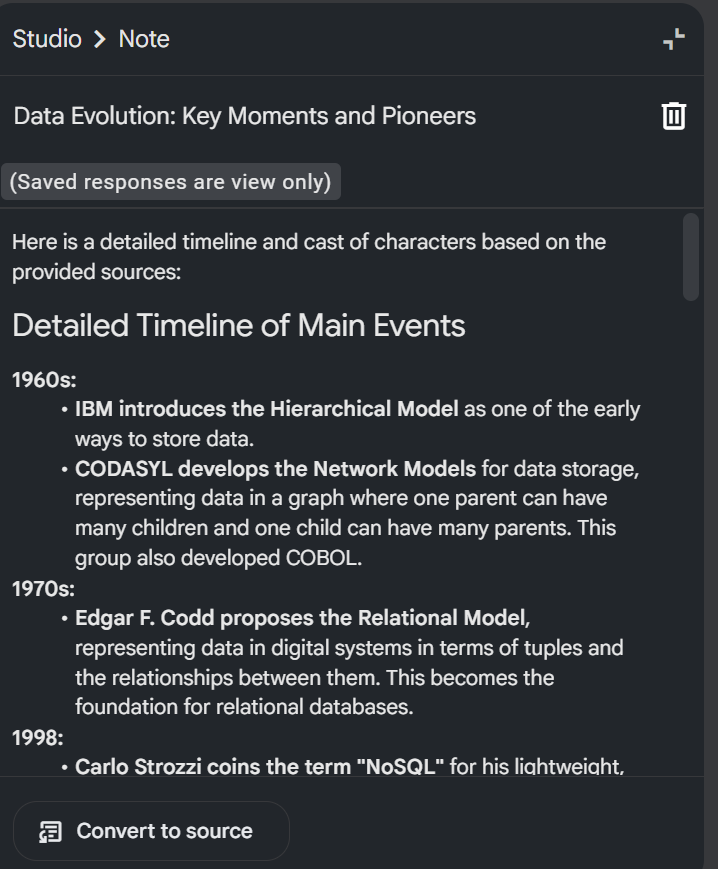 Studio > Note
Data Evolution: Key Moments and Pioneers
(Saved responses are view only)
Here is a detailed timeline and cast of characters based on the
provided sources:
Detailed Timeline of Main Events
1960s:
• IBM introduces the Hierarchical Model as one of the early
ways to store data.
• CODASYL develops the Network Models for data storage,
representing data in a graph where one parent can have
many children and one child can have many parents. This
group also developed COBOL.
1970s:
• Edgar F. Codd proposes the Relational Model,
representing data in digital systems in terms of tuples and
the relationships between them. This becomes the
foundation for relational databases.
1998:
• Carlo Strozzi coins the term "NoSQL" for his lightweight,
Convert to source